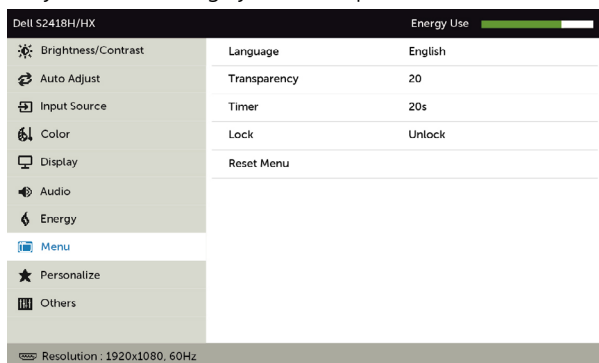 Dell S2418H/HX Energy Use
Brightness/Contrast
Auto Adjust
Input Source
Color
Display
Audio
Energy
Menu
Personalize
Others
Language English
Transparency 20
Timer 20s
Lock Unlock
Reset Menu
Resolution : 1920x1080, 60Hz